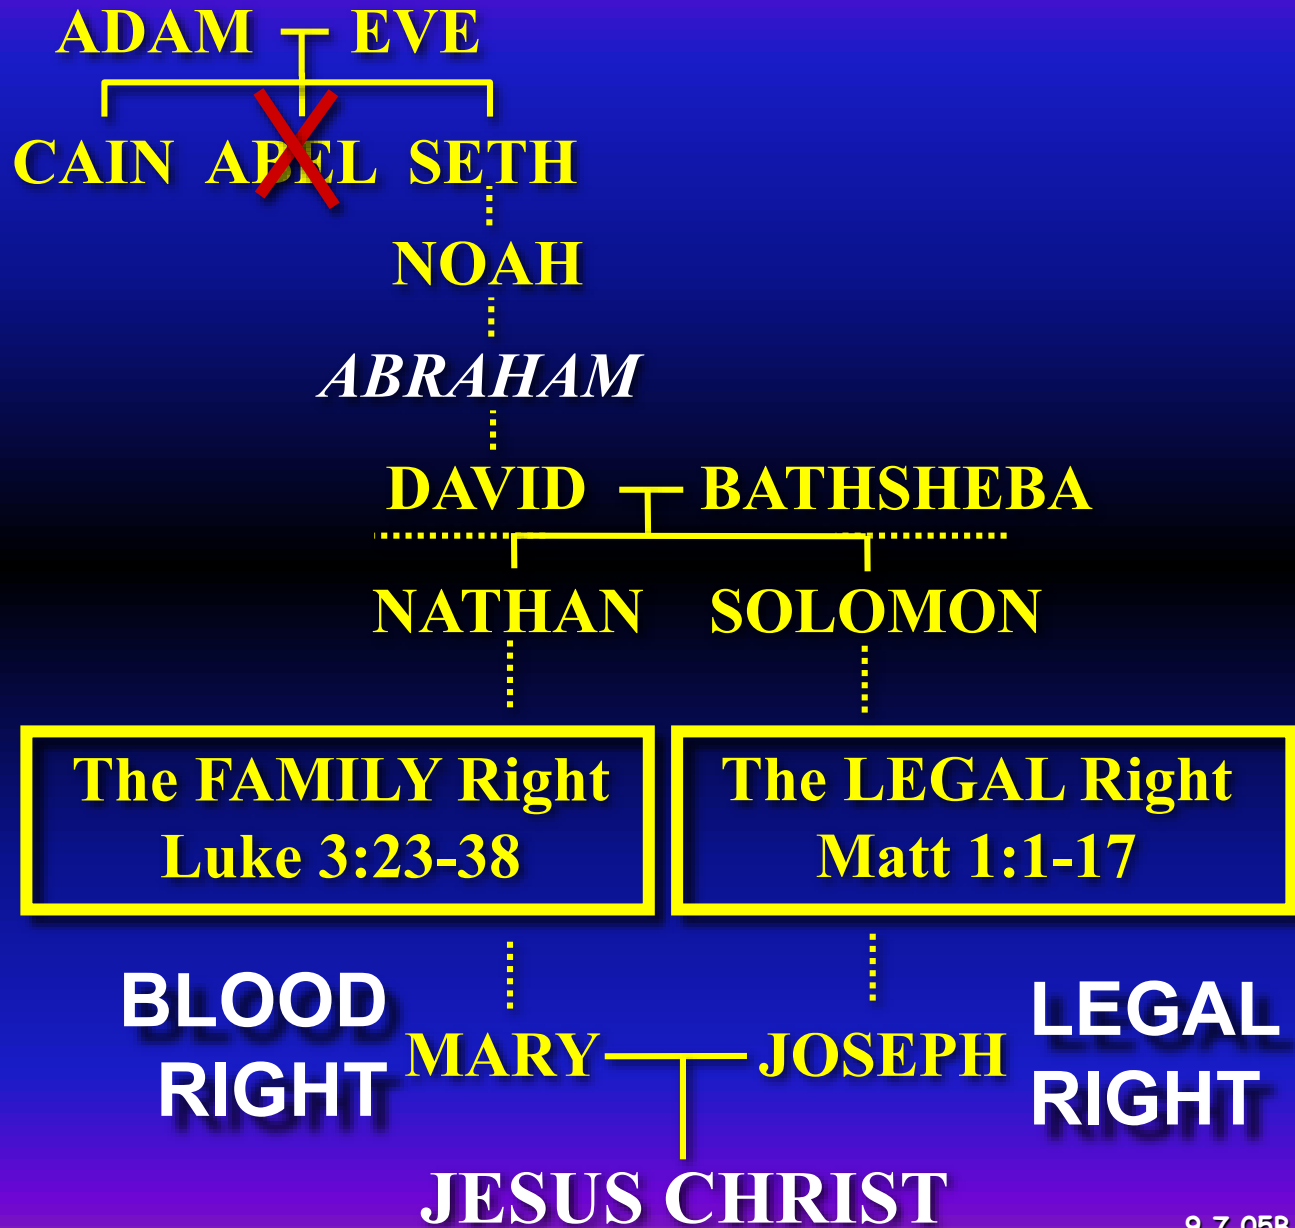 ADAM EVE
CAIN ABEL SETH
NOAH
ABRAHAM
DAVID BATHSHEBA
NATHAN SOLOMON
The FAMILY Right
Luke 3:23-38
The LEGAL Right
Matt 1:1-17
BLOOD
RIGHT
MARY JOSEPH
LEGAL
RIGHT
JESUS CHRIST